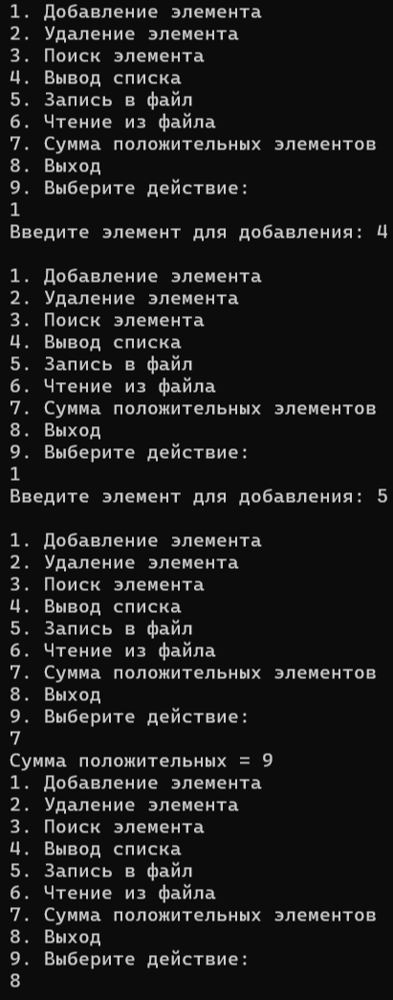 1. Добавление элемента
2. Удаление элемента
3. Поиск элемента
4. Вывод списка
5. Запись в файл
6. Чтение из файла
7. Сумма положительных элементов
8. Выход
9. Выберите действие:
1
Введите элемент для добавления: 4
1. Добавление элемента
2. Удаление элемента
3. Поиск элемента
4. Вывод списка
5. Запись в файл
6. Чтение из файла
7. Сумма положительных элементов
8. Выход
9. Выберите действие:
1
Введите элемент для добавления: 5
1. Добавление элемента
2. Удаление элемента
3. Поиск элемента
4. Вывод списка
5. Запись в файл
6. Чтение из файла
7. Сумма положительных элементов
8. Выход
9. Выберите действие:
7
Сумма положительных = 9
1. Добавление элемента
2. Удаление элемента
3. Поиск элемента
4. Вывод списка
5. Запись в файл
6. Чтение из файла
7. Сумма положительных элементов
8. Выход
9. Выберите действие:
8